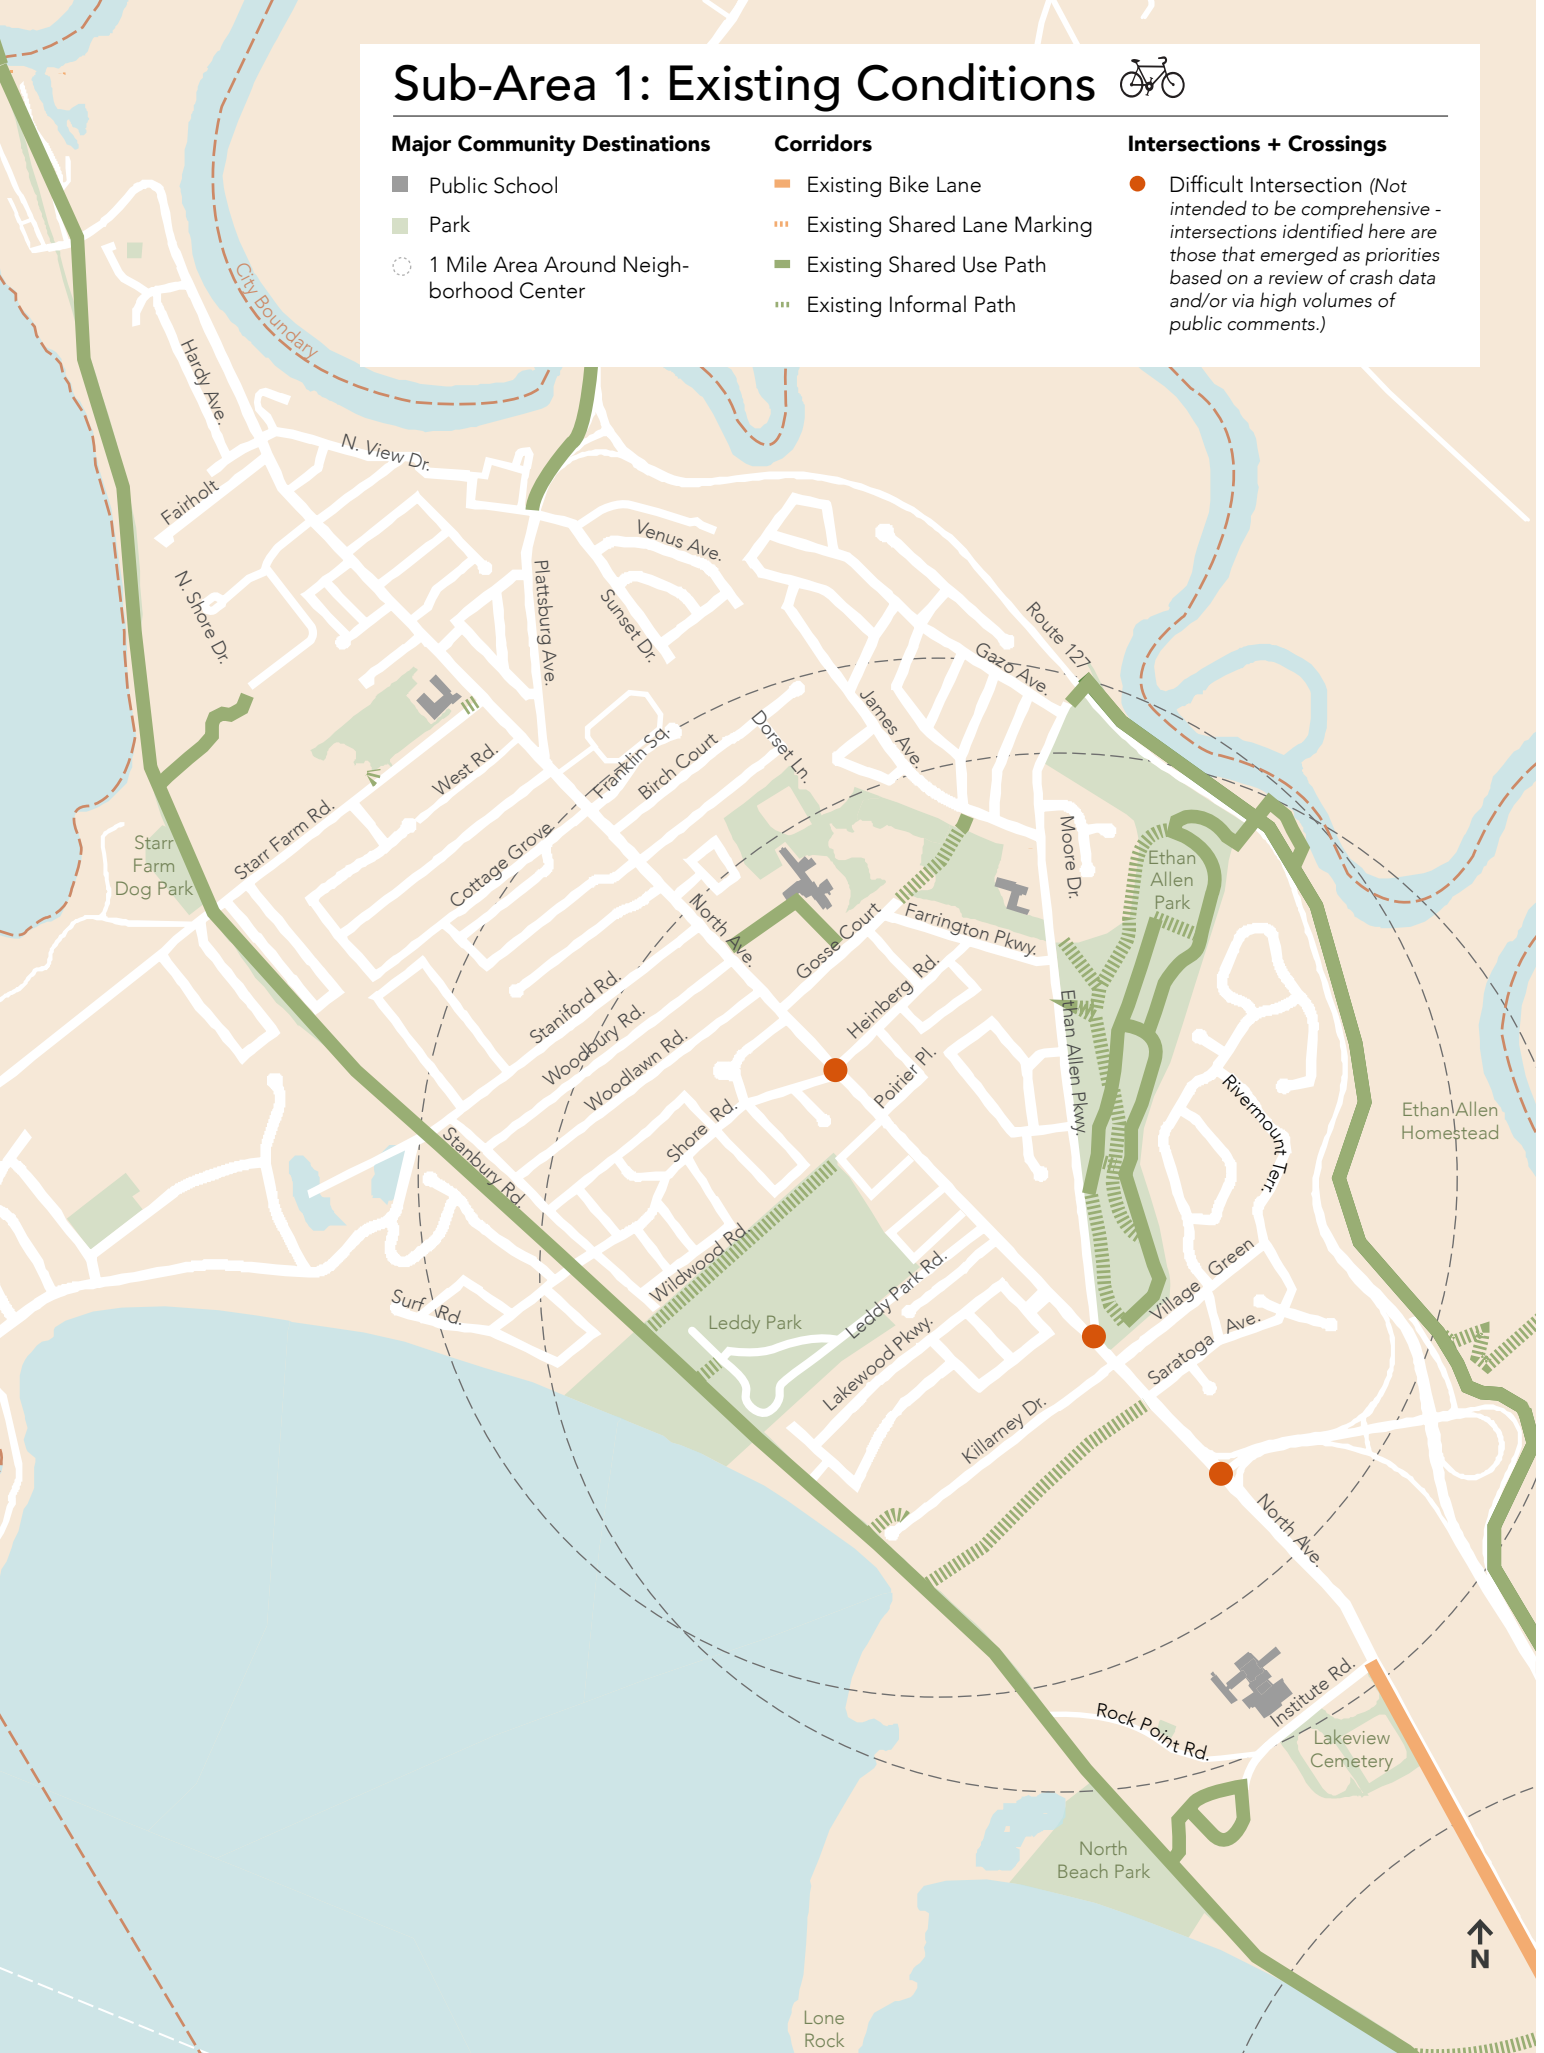 Sub-Area 1: Existing Conditions
Major Community Destinations
Public School
Park
1 Mile Area Around Neigh-
borhood Center
Corridors
Existing Bike Lane
Existing Shared Lane Marking
Existing Shared Use Path
Existing Informal Path
Intersections + Crossings
Difficult Intersection (Not
intended to be comprehensive -
intersections identified here are
those that emerged as priorities
based on a review of crash data
and/or via high volumes of
public comments.)
City Boundary
Hardy Ave.
N. View Dr.
Fairholt
Venus Ave.
N. Shore Dr.
Plattsburg Ave.
Sunset Dr.
Route 127
Gazo Ave.
James Ave.
Dorset Ln.
Franklin Sq.
Birch Court
West Rd.
Starr Farm Rd.
Cottage Grove
Starr
Farm
Dog Park
Moore Dr.
Ethan
Allen
Park
North Ave.
Gosse Court
Farrington Pkwy.
Heinberg Rd.
Staniford Rd.
Woodbury Rd.
Woodlawn Rd.
Ethan Allen Pkwy.
Poirier Pl.
Shore Rd.
Rivermount Terr.
Ethan Allen
Homestead
Stanbury Rd.
Wildwood Rd.
Surf Rd.
Leddy Park
Leddy Park Rd.
Village Green
Saratoga Ave.
Lakewood Pkwy.
Killarney Dr.
North Ave.
Institute Rd.
Rock Point Rd.
Lakeview
Cemetery
North
Beach Park
N
Lone
Rock